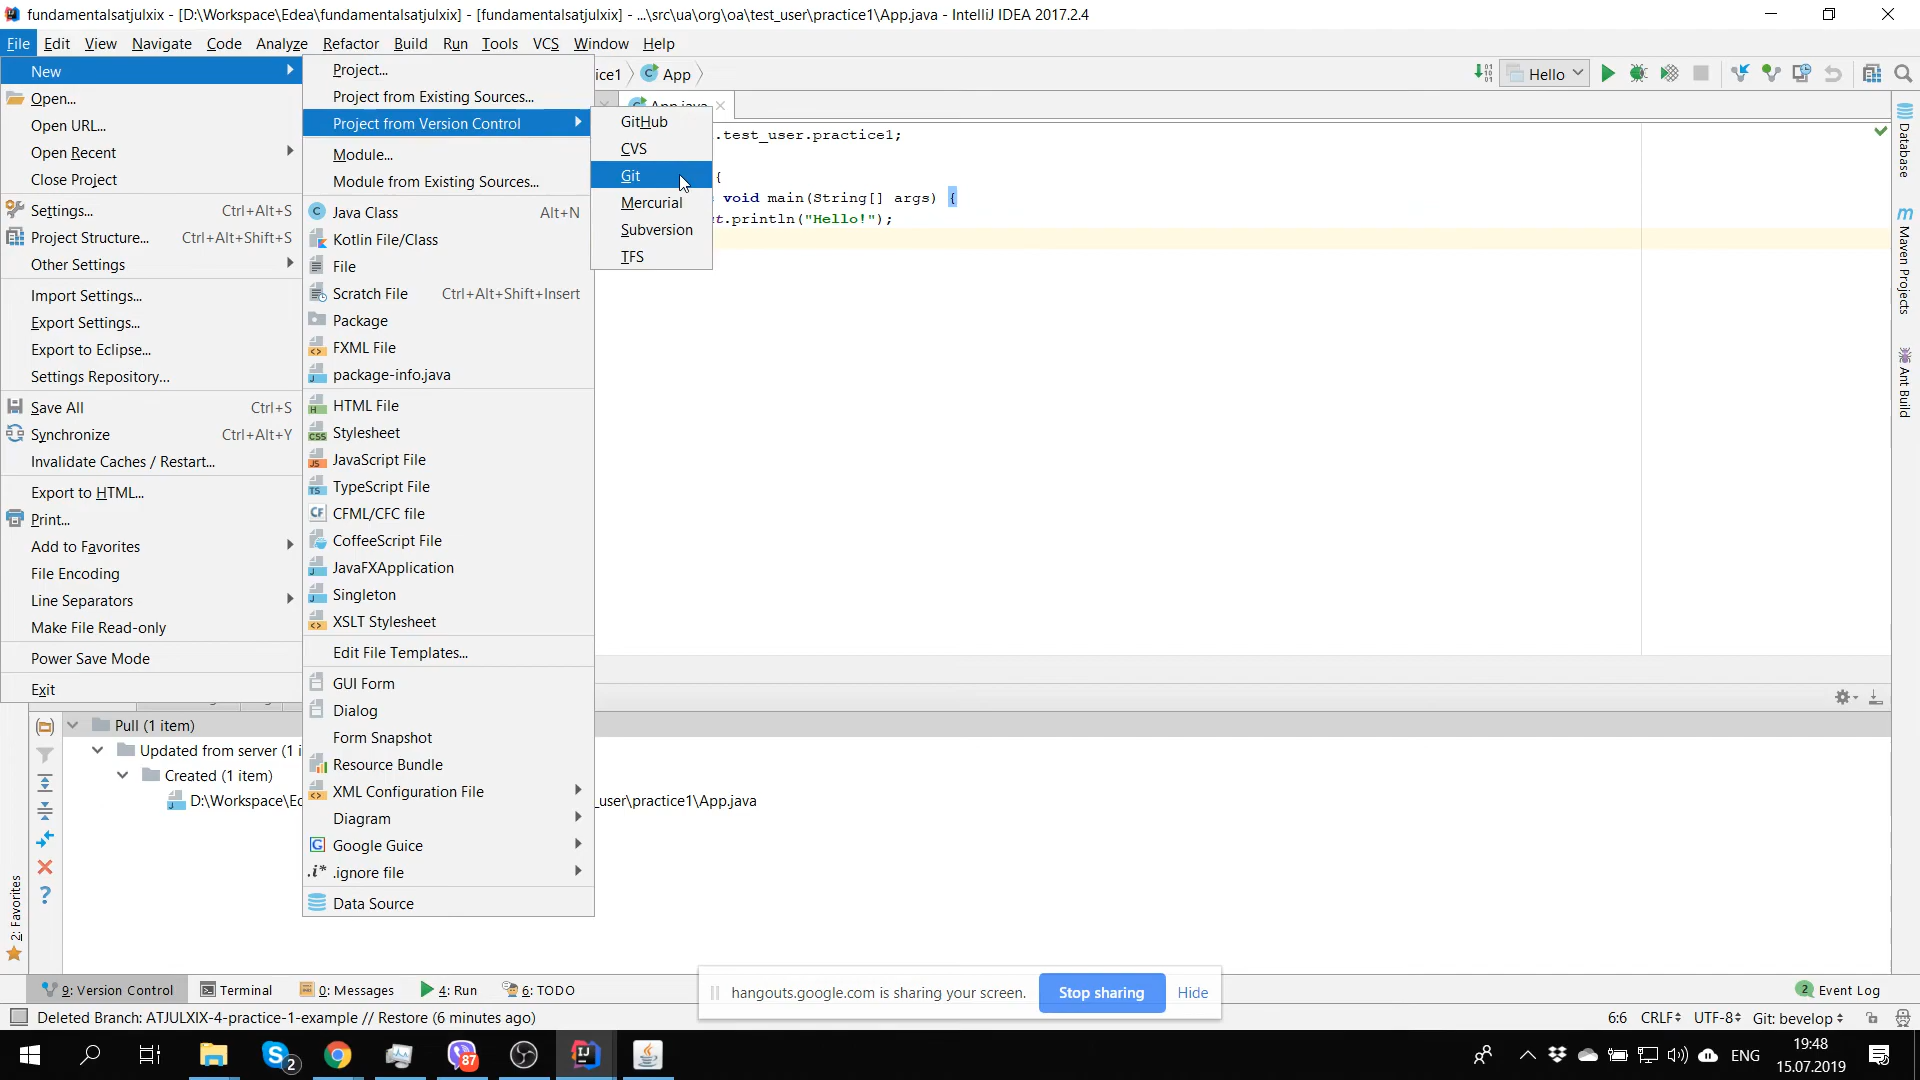 fundamentalsatjulxix - [D:\Workspace\Edea\fundamentalsatjulxix] - [fundamentalsatjulxix] - ...\src\ua\org\oa\test_user\practice1\App.java - IntelliJ IDEA 2017.2.4
File Edit View Navigate Code Analyze Refactor Build Run Tools VCS Window Help
ice1 App Hello
New
Open...
Open URL...
Open Recent
Close Project
Settings... Ctrl+Alt+S
Project Structure... Ctrl+Alt+Shift+S
Other Settings
Import Settings...
Export Settings...
Export to Eclipse...
Settings Repository...
Save All Ctrl+S
Synchronize Ctrl+Alt+Y
Invalidate Caches / Restart...
Export to HTML...
Print...
Add to Favorites
File Encoding
Line Separators
Make File Read-only
Power Save Mode
Exit
Project...
Project from Existing Sources...
Project from Version Control
Module...
Module from Existing Sources...
Java Class Alt+N
Kotlin File/Class
File
Scratch File Ctrl+Alt+Shift+Insert
Package
FXML File
package-info.java
HTML File
Stylesheet
JavaScript File
TypeScript File
CFML/CFC file
CoffeeScript File
JavaFXApplication
Singleton
XSLT Stylesheet
Edit File Templates...
GUI Form
Dialog
Form Snapshot
Resource Bundle
XML Configuration File
Diagram
Google Guice
.ignore file
Data Source
GitHub
CVS
Git
Mercurial
Subversion
TFS
App.java
.test_user.practice1;
{
void main(String[] args) {
t.println("Hello!");
Database
Maven Projects
Ant Build
Pull (1 item)
Updated from server (1 i
Created (1 item)
D:\Workspace\Ed
_user\practice1\App.java
2: Favorites
9: Version Control Terminal 0: Messages 4: Run 6: TODO
hangouts.google.com is sharing your screen. Stop sharing Hide
2 Event Log
Deleted Branch: ATJULXIX-4-practice-1-example // Restore (6 minutes ago)
6:6 CRLF UTF-8 Git: bevelop
2
87
ENG
19:48
15.07.2019